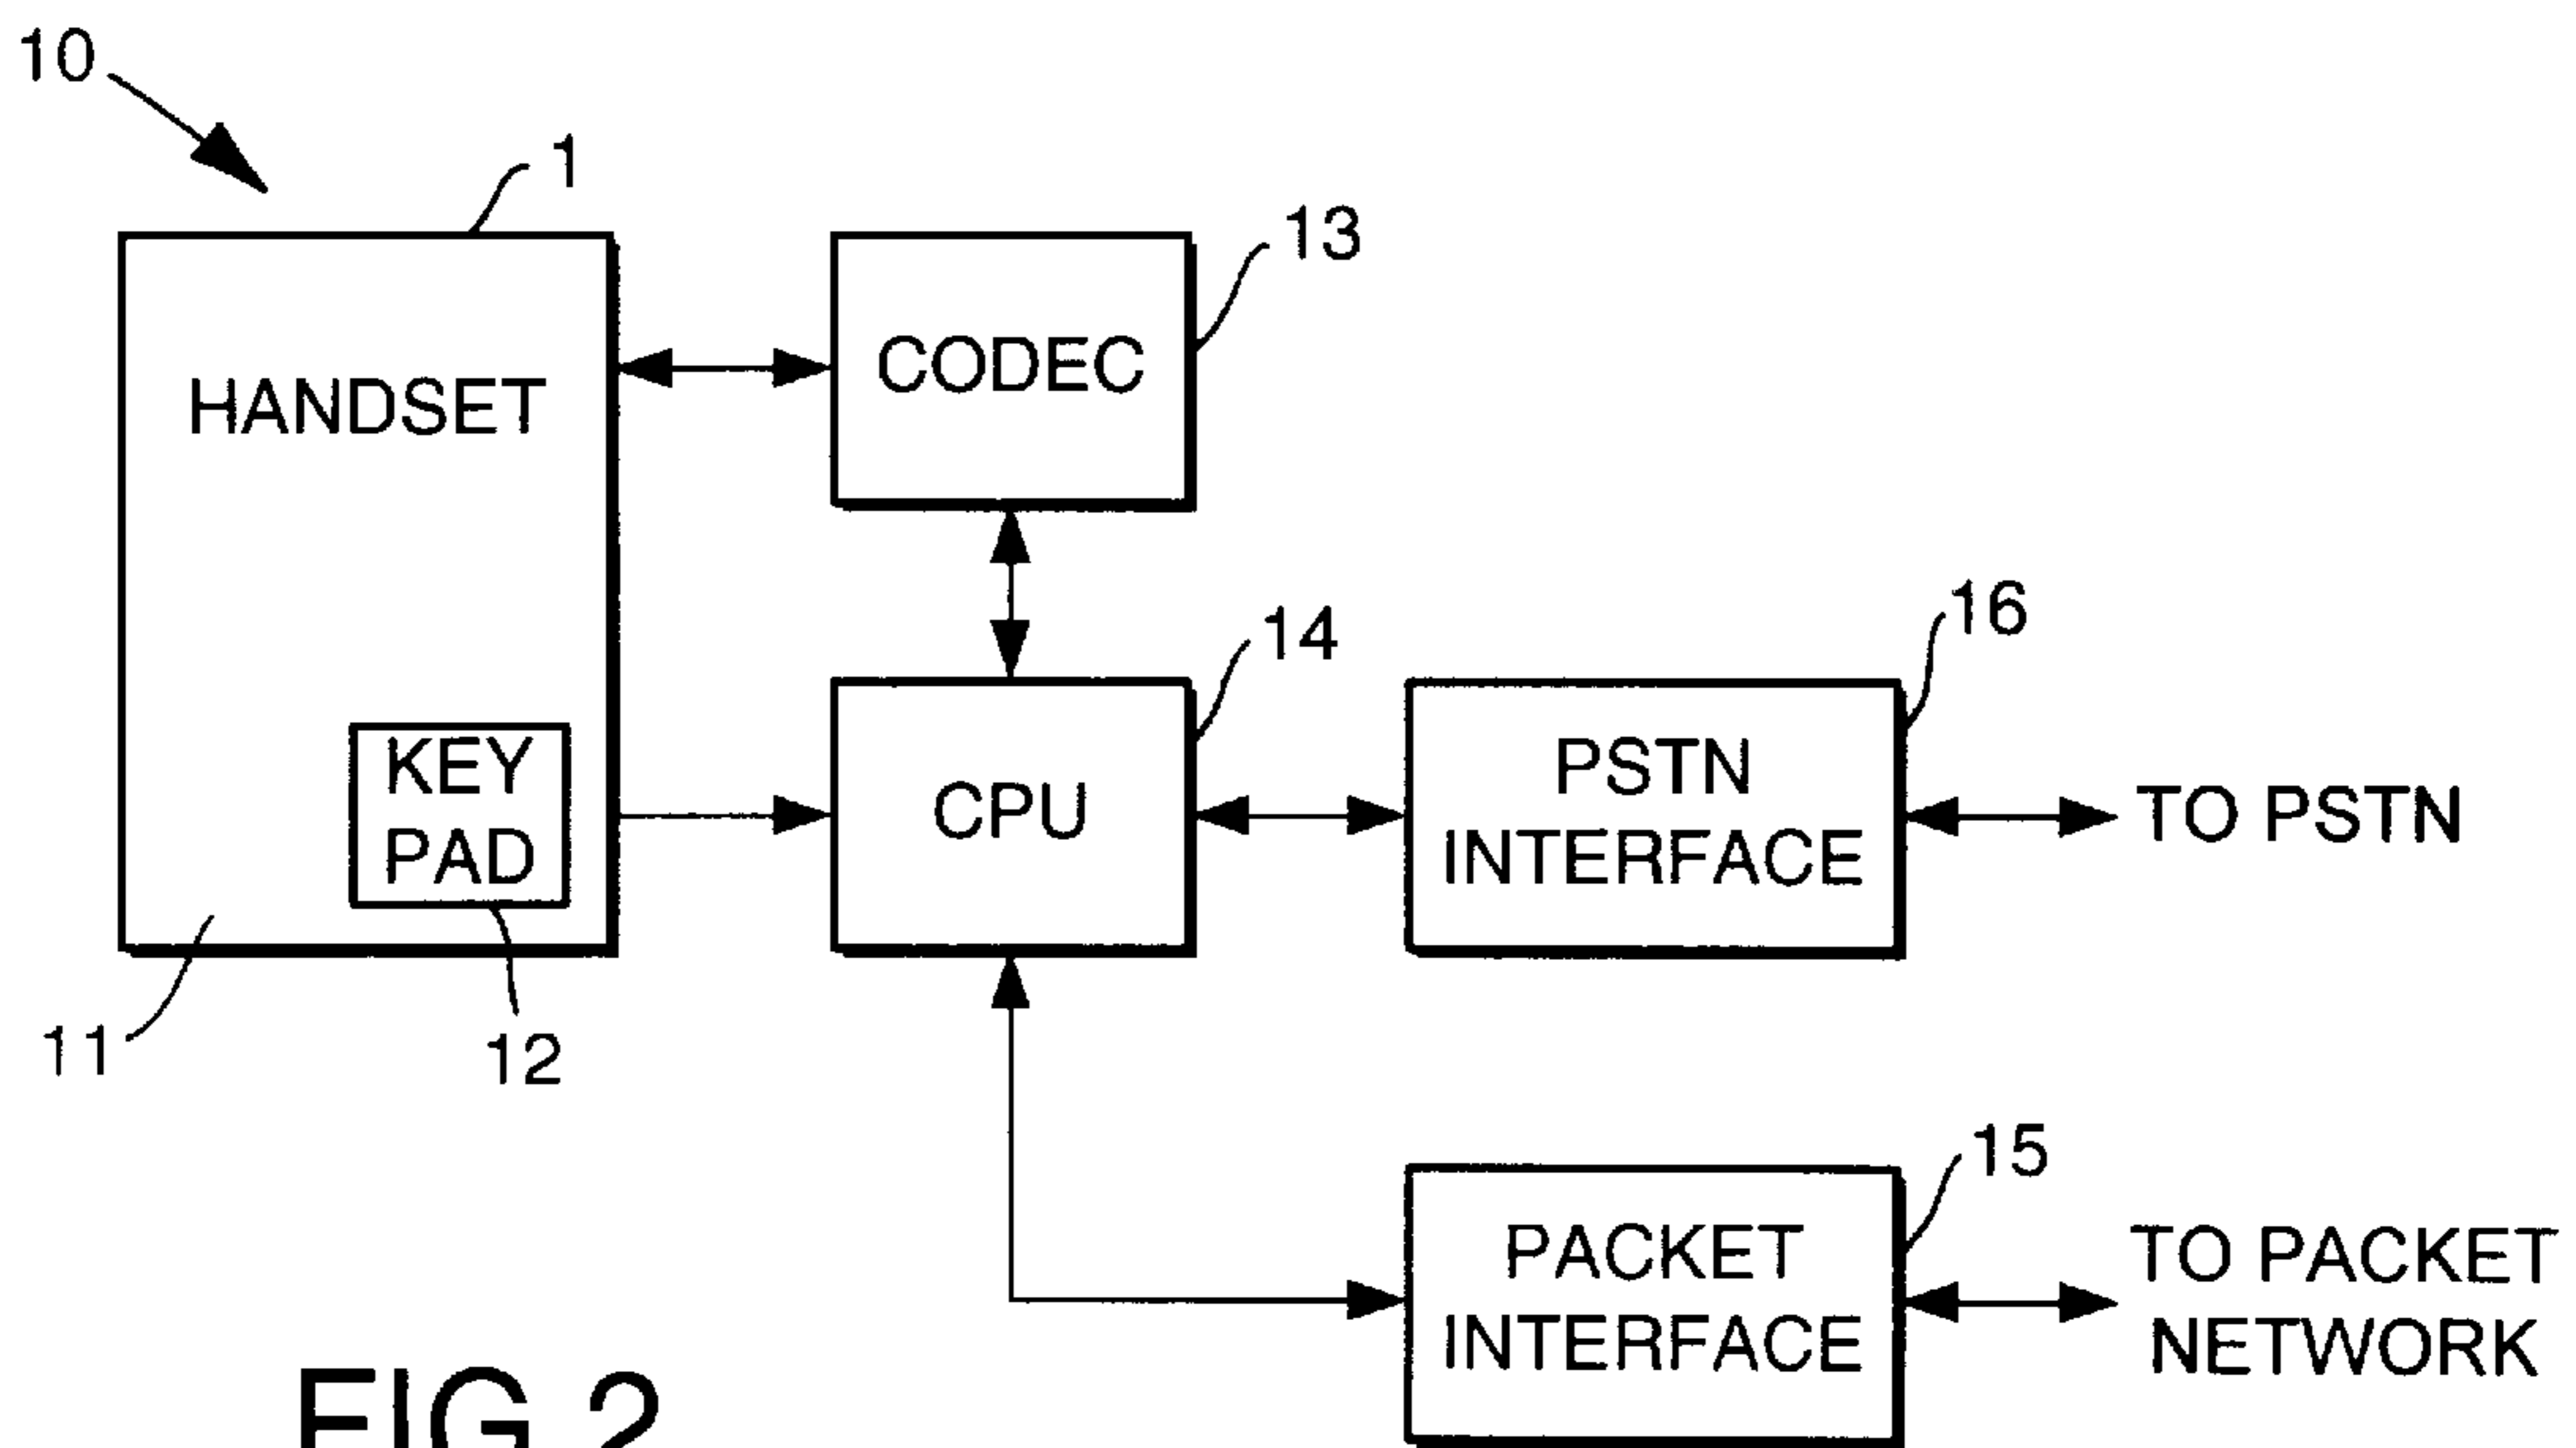 10
1
13
HANDSET
CODEC
14
16
KEY
PAD
CPU
PSTN
INTERFACE
TO PSTN
11
12
15
PACKET
INTERFACE
TO PACKET
NETWORK
FIG 2